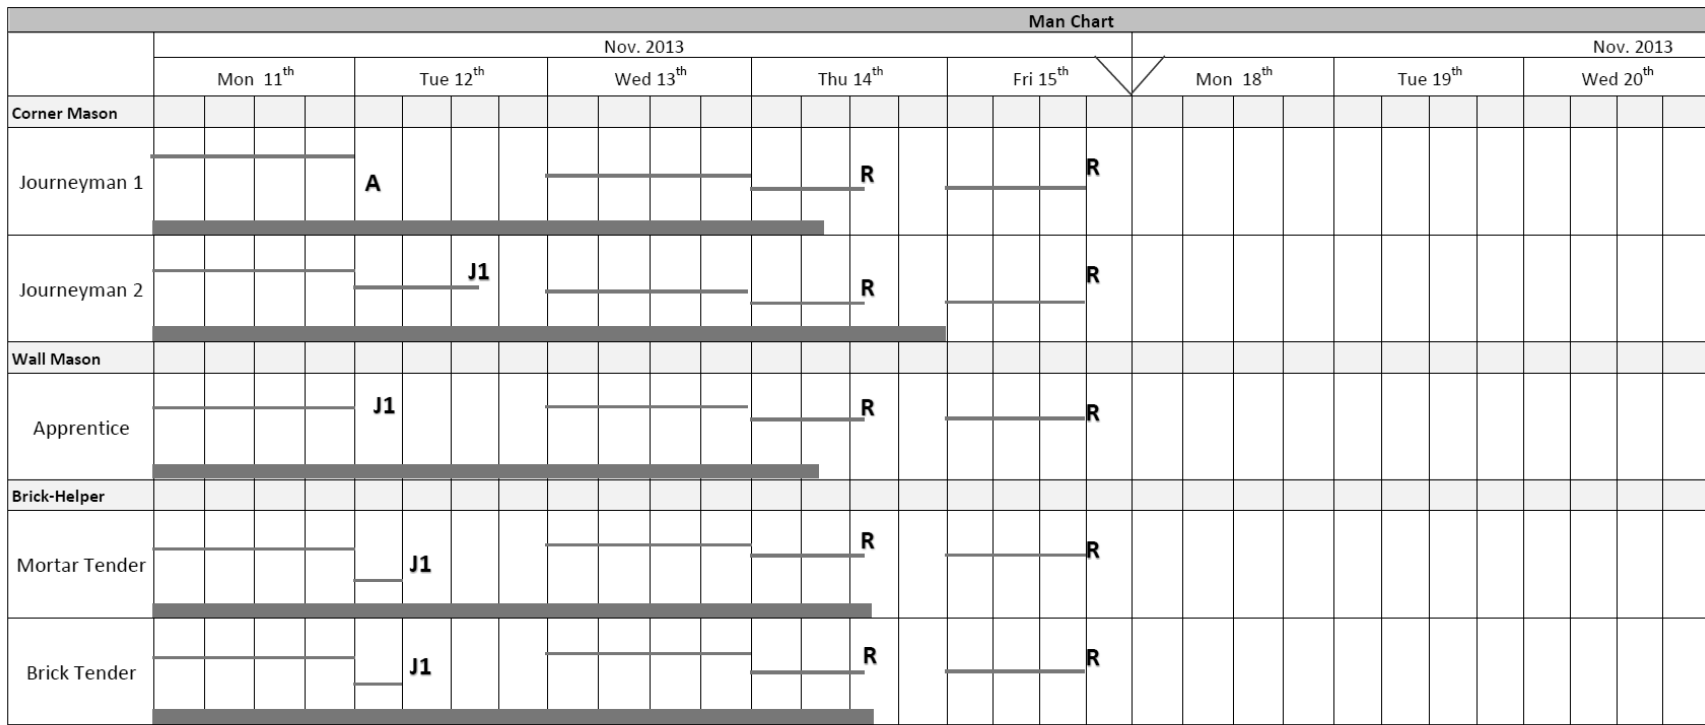 Man Chart
Nov. 2013 Nov. 2013
Mon 11th Tue 12th Wed 13th Thu 14th Fri 15th Mon 18th Tue 19th Wed 20th
Corner Mason
Journeyman 1 A R R
Journeyman 2 J1 R R
Wall Mason
Apprentice J1 R R
Brick-Helper
Mortar Tender J1 R R
Brick Tender J1 R R